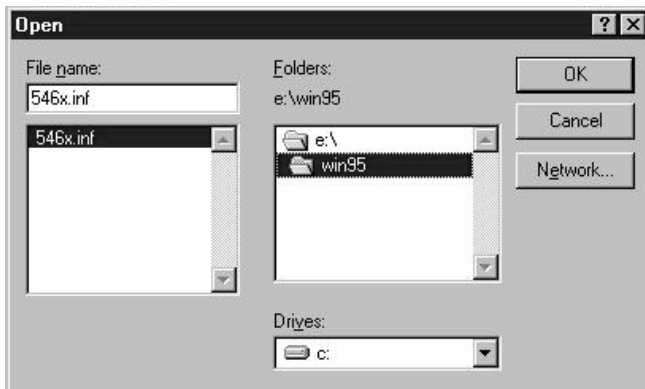 Open
File name:
546x.inf
546x.inf
Folders:
e:\win95
e:\
win95
Drives:
c:
OK
Cancel
Network...